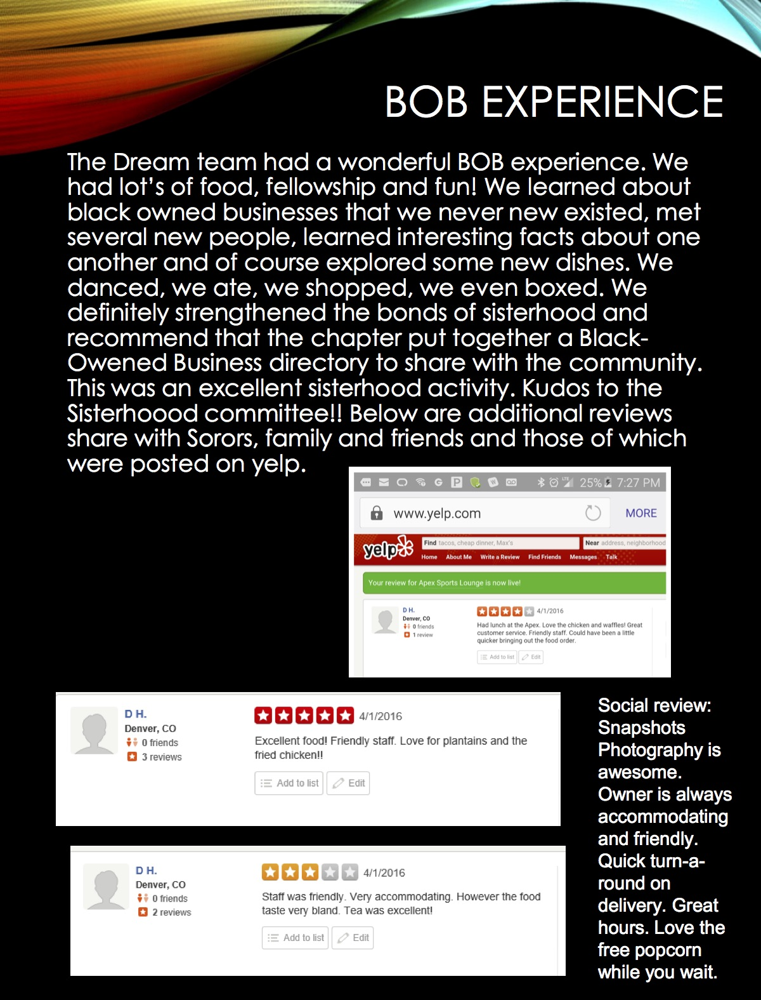 BOB EXPERIENCE
The Dream team had a wonderful BOB experience. We
had lot's of food, fellowship and fun! We learned about
black owned businesses that we never new existed, met
several new people, learned interesting facts about one
another and of course explored some new dishes. We
danced, we ate, we shopped, we even boxed. We
definitely strengthened the bonds of sisterhood and
recommend that the chapter put together a Black-
Owened Business directory to share with the community.
This was an excellent sisterhood activity. Kudos to the
Sisterhoood committee!! Below are additional reviews
share with Sorors, family and friends and those of which
were posted on yelp.
G P W LTE 25% 7:27 PM
www.yelp.com MORE
yelp Find tacos, cheap dinner, Max's Near address, neighborhood
Home About Me Write a Review Find Friends Messages Talk
Your review for Apex Sports Lounge is now live!
D H.
Denver, CO
0 friends
1 review
4/1/2016
Had lunch at the Apex. Love the chicken and waffles! Great
customer service. Friendly staff. Could have been a little
quicker bringing out the food order.
Add to list Edit
D H.
Denver, CO
0 friends
3 reviews
4/1/2016
Excellent food! Friendly staff. Love for plantains and the
fried chicken!!
Add to list Edit
D H.
Denver, CO
0 friends
2 reviews
4/1/2016
Staff was friendly. Very accommodating. However the food
taste very bland. Tea was excellent!
Add to list Edit
Social review:
Snapshots
Photography is
awesome.
Owner is always
accommodating
and friendly.
Quick turn-a-
round on
delivery. Great
hours. Love the
free popcorn
while you wait.